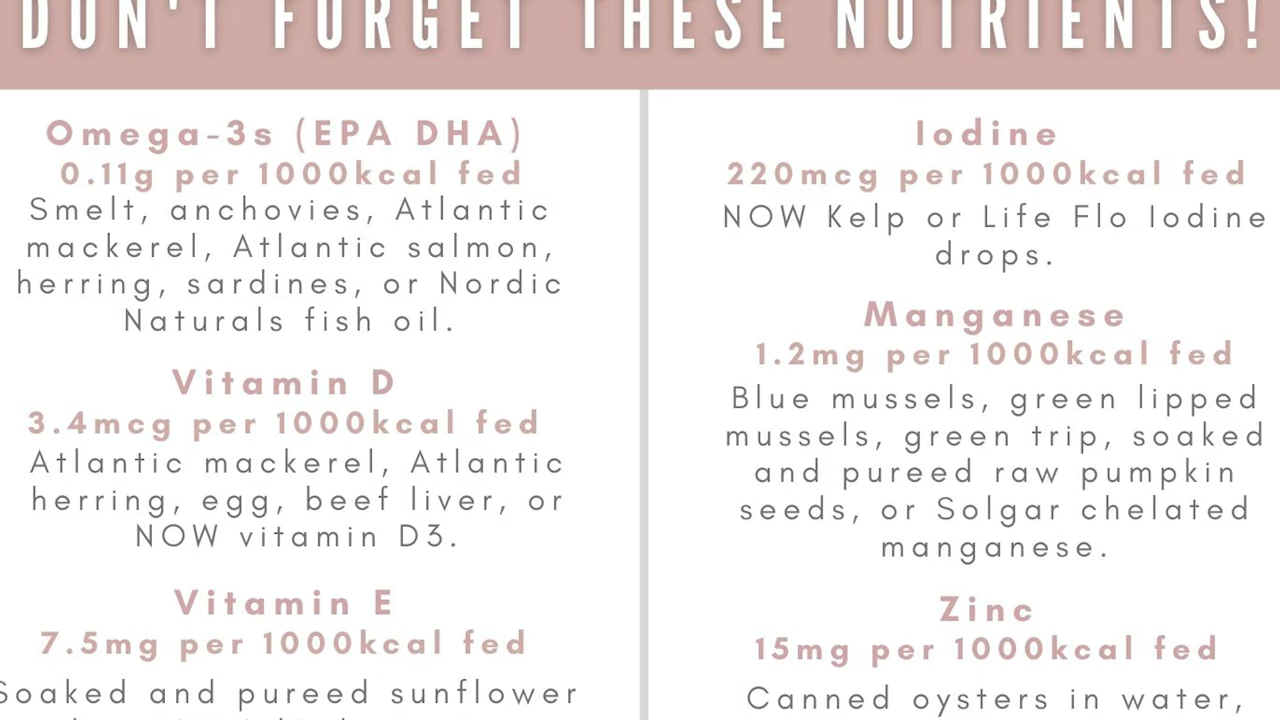 DON'T FORGET THESE NUTRIENTS!
Omega-3s (EPA DHA)
0.11g per 1000kcal fed
Smelt, anchovies, Atlantic
mackerel, Atlantic salmon,
herring, sardines, or Nordic
Naturals fish oil.
Vitamin D
3.4mcg per 1000kcal fed
Atlantic mackerel, Atlantic
herring, egg, beef liver, or
NOW vitamin D3.
Vitamin E
7.5mg per 1000kcal fed
Soaked and pureed sunflower
Iodine
220mcg per 1000kcal fed
NOW Kelp or Life Flo Iodine
drops.
Manganese
1.2mg per 1000kcal fed
Blue mussels, green lipped
mussels, green trip, soaked
and pureed raw pumpkin
seeds, or Solgar chelated
manganese.
Zinc
15mg per 1000kcal fed
Canned oysters in water,